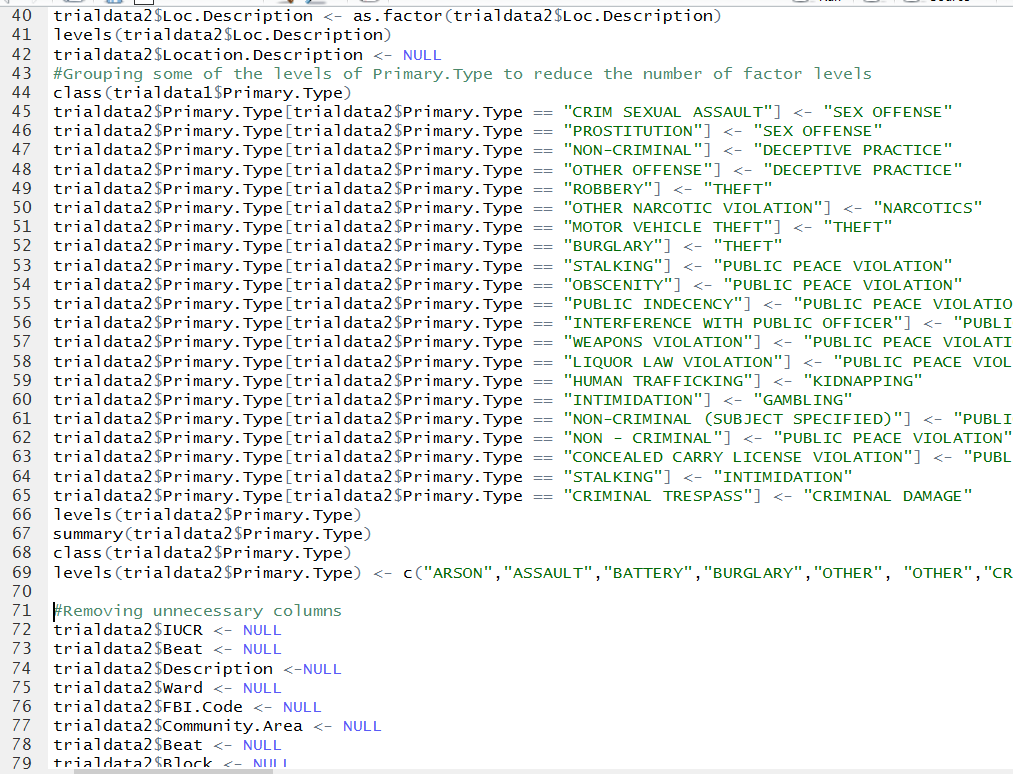 40 trialdata2$Loc.Description <- as.factor(trialdata2$Loc.Description)
41 levels(trialdata2$Loc.Description)
42 trialdata2$Location.Description <- NULL
43 #Grouping some of the levels of Primary.Type to reduce the number of factor levels
44 class(trialdata1$Primary.Type)
45 trialdata2$Primary.Type[trialdata2$Primary.Type == "CRIM SEXUAL ASSAULT"] <- "SEX OFFENSE"
46 trialdata2$Primary.Type[trialdata2$Primary.Type == "PROSTITUTION"] <- "SEX OFFENSE"
47 trialdata2$Primary.Type[trialdata2$Primary.Type == "NON-CRIMINAL"] <- "DECEPTIVE PRACTICE"
48 trialdata2$Primary.Type[trialdata2$Primary.Type == "OTHER OFFENSE"] <- "DECEPTIVE PRACTICE"
49 trialdata2$Primary.Type[trialdata2$Primary.Type == "ROBBERY"] <- "THEFT"
50 trialdata2$Primary.Type[trialdata2$Primary.Type == "OTHER NARCOTIC VIOLATION"] <- "NARCOTICS"
51 trialdata2$Primary.Type[trialdata2$Primary.Type == "MOTOR VEHICLE THEFT"] <- "THEFT"
52 trialdata2$Primary.Type[trialdata2$Primary.Type == "BURGLARY"] <- "THEFT"
53 trialdata2$Primary.Type[trialdata2$Primary.Type == "STALKING"] <- "PUBLIC PEACE VIOLATION"
54 trialdata2$Primary.Type[trialdata2$Primary.Type == "OBSCENITY"] <- "PUBLIC PEACE VIOLATION"
55 trialdata2$Primary.Type[trialdata2$Primary.Type == "PUBLIC INDECENCY"] <- "PUBLIC PEACE VIOLATIO
56 trialdata2$Primary.Type[trialdata2$Primary.Type == "INTERFERENCE WITH PUBLIC OFFICER"] <- "PUBLI
57 trialdata2$Primary.Type[trialdata2$Primary.Type == "WEAPONS VIOLATION"] <- "PUBLIC PEACE VIOLATI
58 trialdata2$Primary.Type[trialdata2$Primary.Type == "LIQUOR LAW VIOLATION"] <- "PUBLIC PEACE VIOL
59 trialdata2$Primary.Type[trialdata2$Primary.Type == "HUMAN TRAFFICKING"] <- "KIDNAPPING"
60 trialdata2$Primary.Type[trialdata2$Primary.Type == "INTIMIDATION"] <- "GAMBLING"
61 trialdata2$Primary.Type[trialdata2$Primary.Type == "NON-CRIMINAL (SUBJECT SPECIFIED)"] <- "PUBLI
62 trialdata2$Primary.Type[trialdata2$Primary.Type == "NON - CRIMINAL"] <- "PUBLIC PEACE VIOLATION"
63 trialdata2$Primary.Type[trialdata2$Primary.Type == "CONCEALED CARRY LICENSE VIOLATION"] <- "PUBL
64 trialdata2$Primary.Type[trialdata2$Primary.Type == "STALKING"] <- "INTIMIDATION"
65 trialdata2$Primary.Type[trialdata2$Primary.Type == "CRIMINAL TRESPASS"] <- "CRIMINAL DAMAGE"
66 levels(trialdata2$Primary.Type)
67 summary(trialdata2$Primary.Type)
68 class(trialdata2$Primary.Type)
69 levels(trialdata2$Primary.Type) <- c("ARSON","ASSAULT","BATTERY","BURGLARY","OTHER", "OTHER","CR
70
71 #Removing unnecessary columns
72 trialdata2$IUCR <- NULL
73 trialdata2$Beat <- NULL
74 trialdata2$Description <-NULL
75 trialdata2$Ward <- NULL
76 trialdata2$FBI.Code <- NULL
77 trialdata2$Community.Area <- NULL
78 trialdata2$Beat <- NULL
79 trialdata2$Block <- NULL